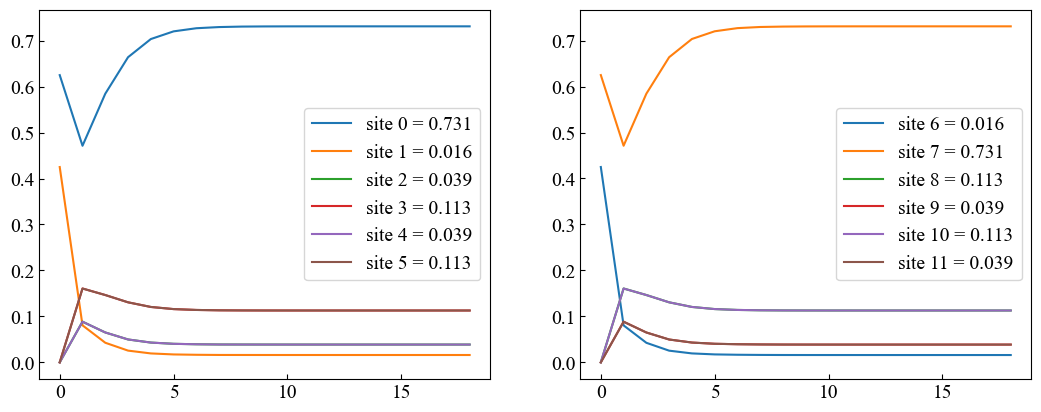 0.7
0.6
0.5
0.4
0.3
0.2
0.1
0.0
0
5
10
15
site 0 = 0.731
site 1 = 0.016
site 2 = 0.039
site 3 = 0.113
site 4 = 0.039
site 5 = 0.113
0.7
0.6
0.5
0.4
0.3
0.2
0.1
0.0
0
5
10
15
site 6 = 0.016
site 7 = 0.731
site 8 = 0.113
site 9 = 0.039
site 10 = 0.113
site 11 = 0.039